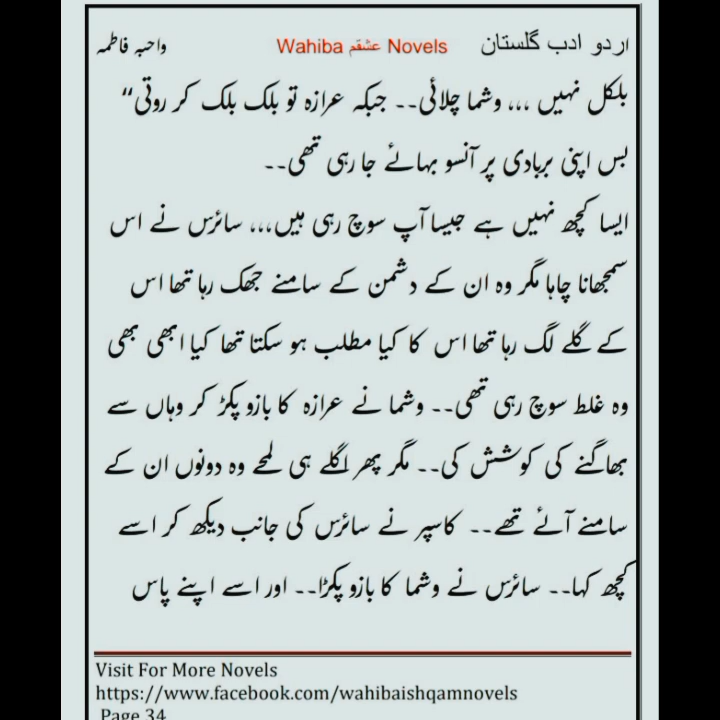 اردو ادب گلستان Wahiba عشقم Novels واحبہ فاطمہ
بلکل نہیں ،،، وشما چلائی۔۔ جبکہ عرازہ تو بلک بلک کر روتی“
بس اپنی بربادی پر آنسو بہائے جا رہی تھی۔۔
ایسا کچھ نہیں ہے جیسا آپ سوچ رہی ہیں،،، سائرس نے اس
سمجھانا چاہا مگر وہ ان کے دشمن کے سامنے جھک رہا تھا اس
کے گلے لگ رہا تھا اس کا کیا مطلب ہو سکتا تھا کیا ابھی بھی
وہ غلط سوچ رہی تھی۔۔ وشما نے عرازہ کا بازو پکڑ کر وہاں سے
بھاگنے کی کوشش کی۔۔ مگر پھر اگلے ہی لمحے وہ دونوں ان کے
سامنے آئے تھے۔۔ کاسپر نے سائرس کی جانب دیکھ کر اسے
کچھ کہا۔۔ سائرس نے وشما کا بازو پکڑا۔۔ اور اسے اپنے پاس
Visit For More Novels
https://www.facebook.com/wahibaishqamnovels
Page 34